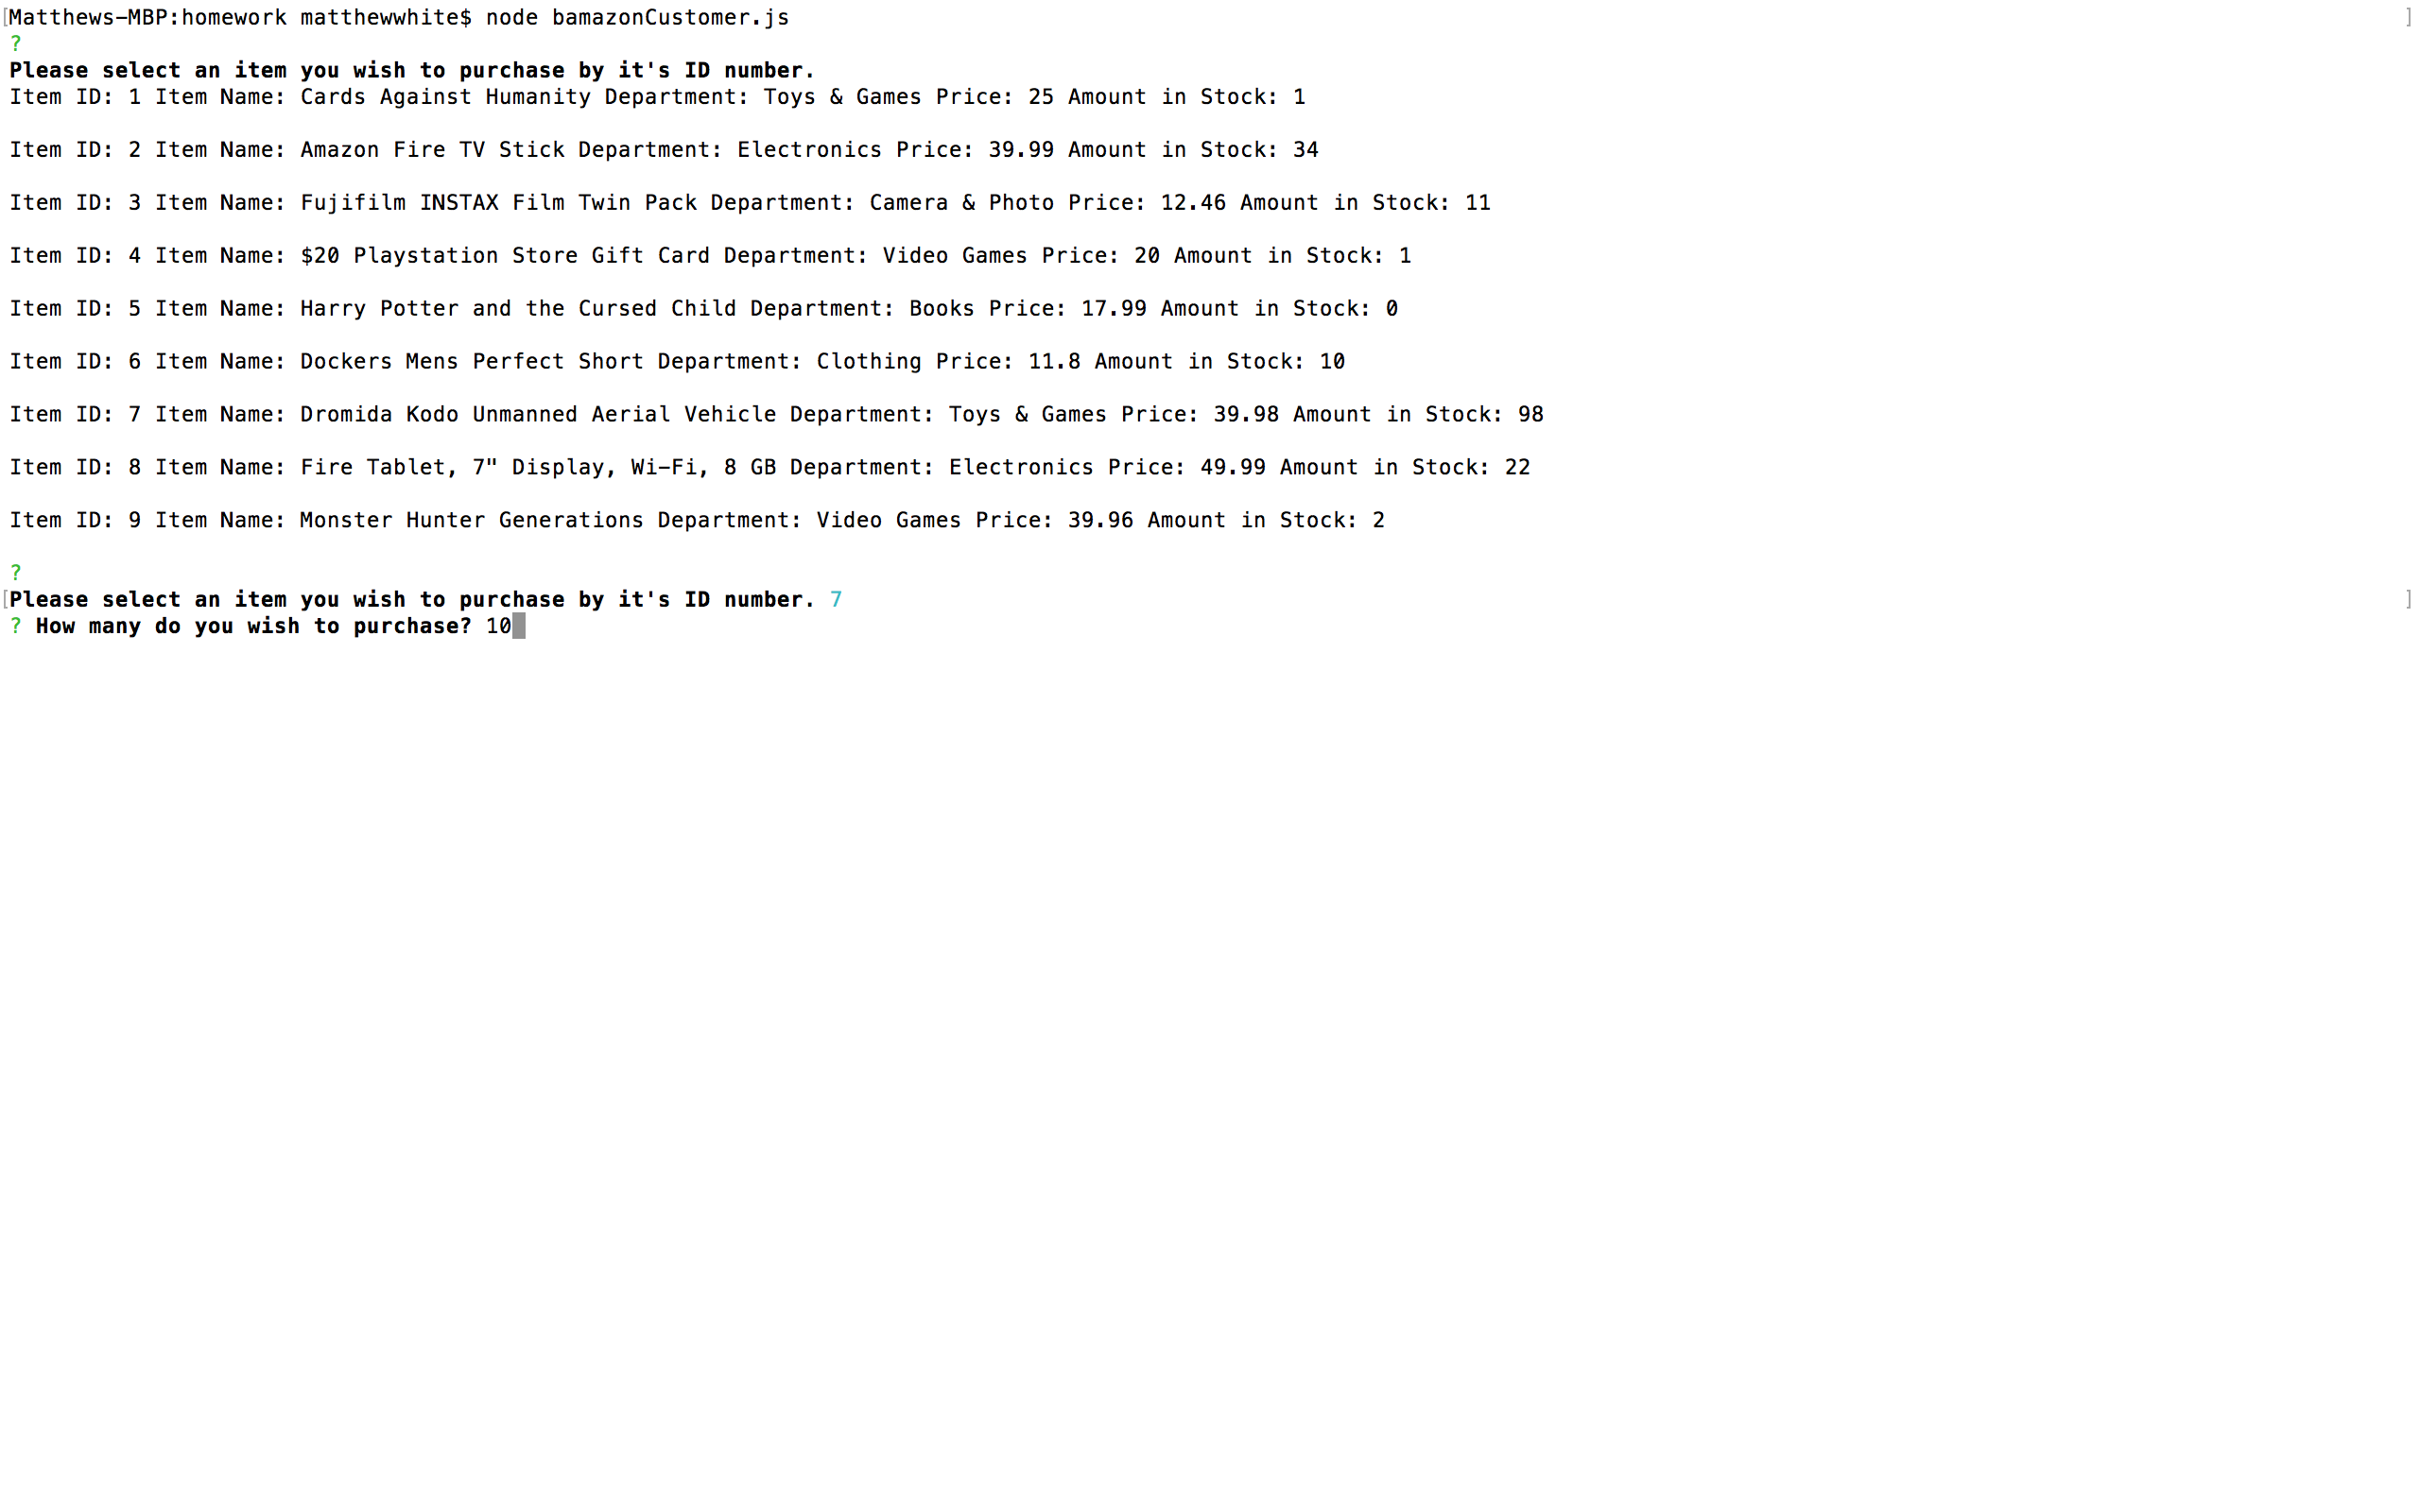 [Matthews-MBP:homework matthewwhite$ node bamazonCustomer.js ]
?
Please select an item you wish to purchase by it's ID number.
Item ID: 1 Item Name: Cards Against Humanity Department: Toys & Games Price: 25 Amount in Stock: 1
Item ID: 2 Item Name: Amazon Fire TV Stick Department: Electronics Price: 39.99 Amount in Stock: 34
Item ID: 3 Item Name: Fujifilm INSTAX Film Twin Pack Department: Camera & Photo Price: 12.46 Amount in Stock: 11
Item ID: 4 Item Name: $20 Playstation Store Gift Card Department: Video Games Price: 20 Amount in Stock: 1
Item ID: 5 Item Name: Harry Potter and the Cursed Child Department: Books Price: 17.99 Amount in Stock: 0
Item ID: 6 Item Name: Dockers Mens Perfect Short Department: Clothing Price: 11.8 Amount in Stock: 10
Item ID: 7 Item Name: Dromida Kodo Unmanned Aerial Vehicle Department: Toys & Games Price: 39.98 Amount in Stock: 98
Item ID: 8 Item Name: Fire Tablet, 7" Display, Wi-Fi, 8 GB Department: Electronics Price: 49.99 Amount in Stock: 22
Item ID: 9 Item Name: Monster Hunter Generations Department: Video Games Price: 39.96 Amount in Stock: 2
?
[Please select an item you wish to purchase by it's ID number. 7 ]
? How many do you wish to purchase? 10